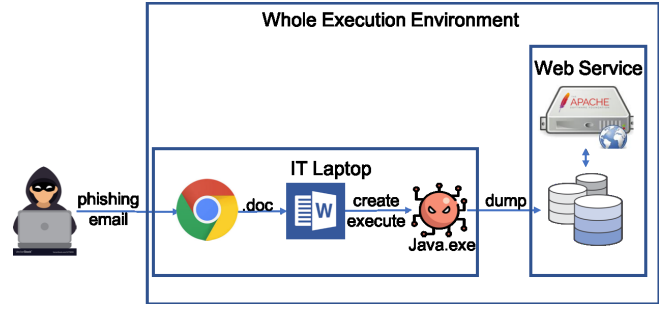 Whole Execution Environment
Web Service
APACHE
IT Laptop
phishing
email
.doc
W
create
execute
Java.exe
dump